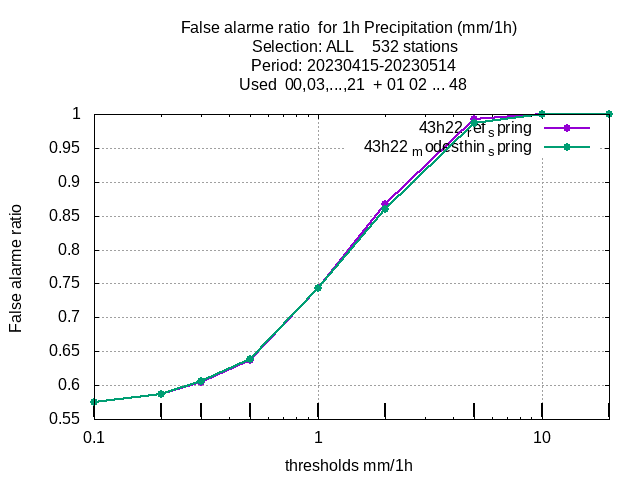 False alarme ratio  for 1h Precipitation (mm/1h)
Selection: ALL    532 stations
Period: 20230415-20230514
Used  00,03,...,21  + 01 02 ... 48
43h22_ref_spring
43h22_modesthin_spring
False alarme ratio
1
0.95
0.9
0.85
0.8
0.75
0.7
0.65
0.6
0.55
0.1
1
10
thresholds mm/1h